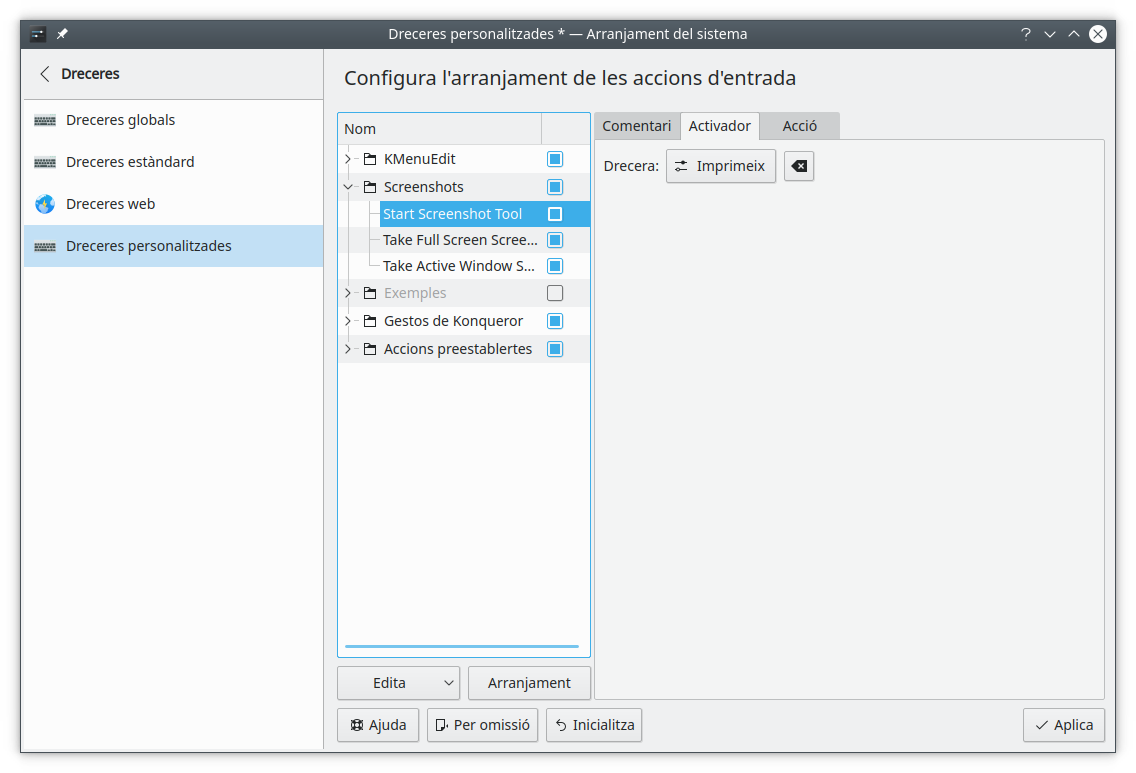 Dreceres personalitzades * — Arranjament del sistema
Dreceres
Dreceres globals
Dreceres estàndard
Dreceres web
Dreceres personalitzades
Configura l'arranjament de les accions d'entrada
Nom
KMenuEdit
Screenshots
Start Screenshot Tool
Take Full Screen Scree...
Take Active Window S...
Exemples
Gestos de Konqueror
Accions preestablertes
Edita
Arranjament
Comentari Activador Acció
Drecera: Imprimeix
Ajuda Per omissió Inicialitza Aplica